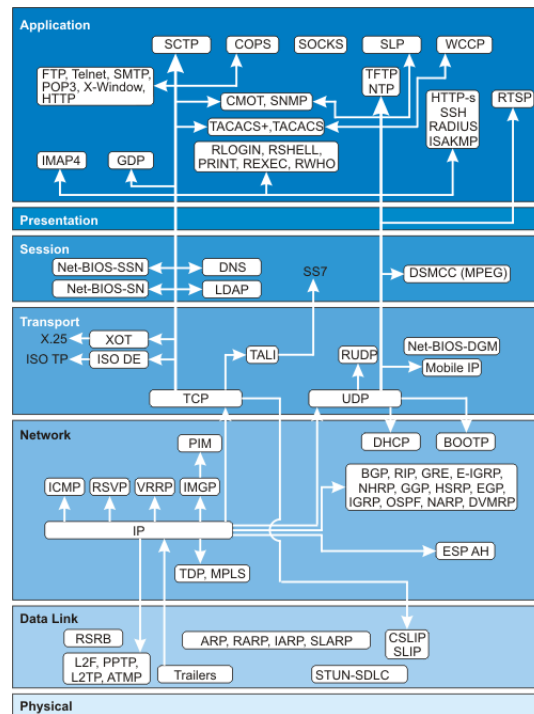 Application
SCTP
COPS
SOCKS
SLP
WCCP
FTP, Telnet, SMTP,
POP3, X-Window,
HTTP
TFTP
NTP
CMOT, SNMP
HTTP-s
SSH
RADIUS
ISAKMP
RTSP
TACACS+,TACACS
IMAP4
GDP
RLOGIN, RSHELL,
PRINT, REXEC, RWHO
Presentation
Session
Net-BIOS-SSN
DNS
SS7
DSMCC (MPEG)
Net-BIOS-SN
LDAP
Transport
X.25
XOT
ISO TP
ISO DE
TALI
RUDP
Net-BIOS-DGM
Mobile IP
TCP
UDP
Network
PIM
DHCP
BOOTP
ICMP
RSVP
VRRP
IMGP
BGP, RIP, GRE, E-IGRP,
NHRP, GGP, HSRP, EGP,
IGRP, OSPF, NARP, DVMRP
IP
ESP AH
TDP, MPLS
Data Link
RSRB
ARP, RARP, IARP, SLARP
CSLIP
SLIP
L2F, PPTP,
L2TP, ATMP
Trailers
STUN-SDLC
Physical